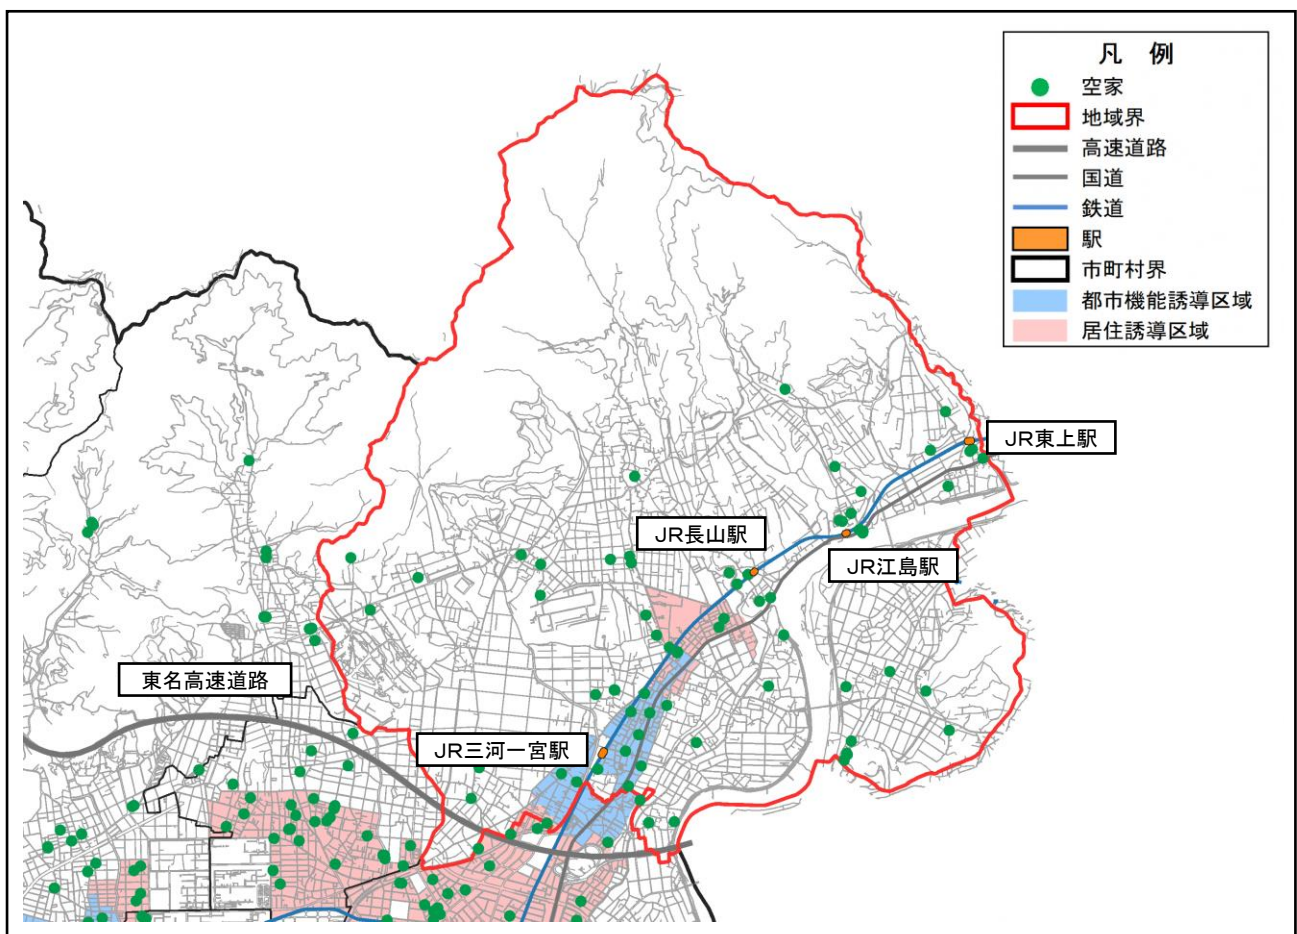 凡 例
空家
地域界
高速道路
国道
鉄道
駅
市町村界
都市機能誘導区域
居住誘導区域
JR東上駅
JR長山駅
JR江島駅
東名高速道路
JR三河一宮駅